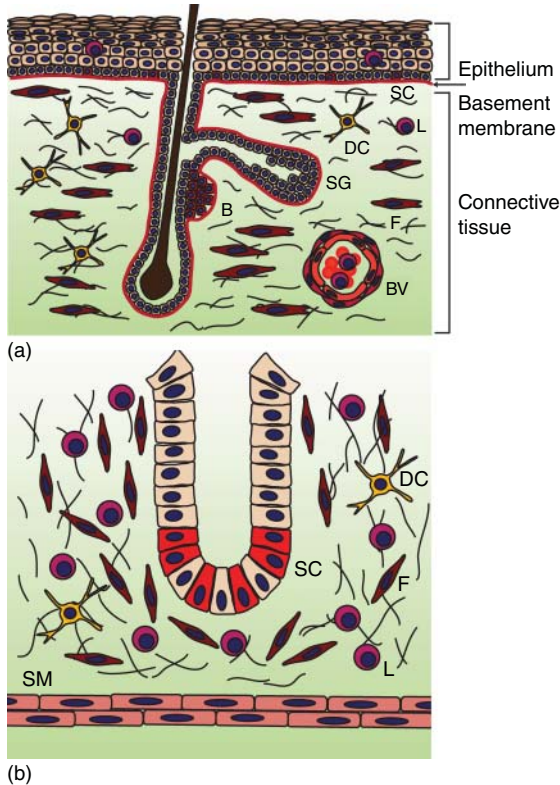 Epithelium
SC
Basement
membrane
L
DC
SG
B
Connective
tissue
F
BV
(a)
DC
SC
F
L
SM
(b)